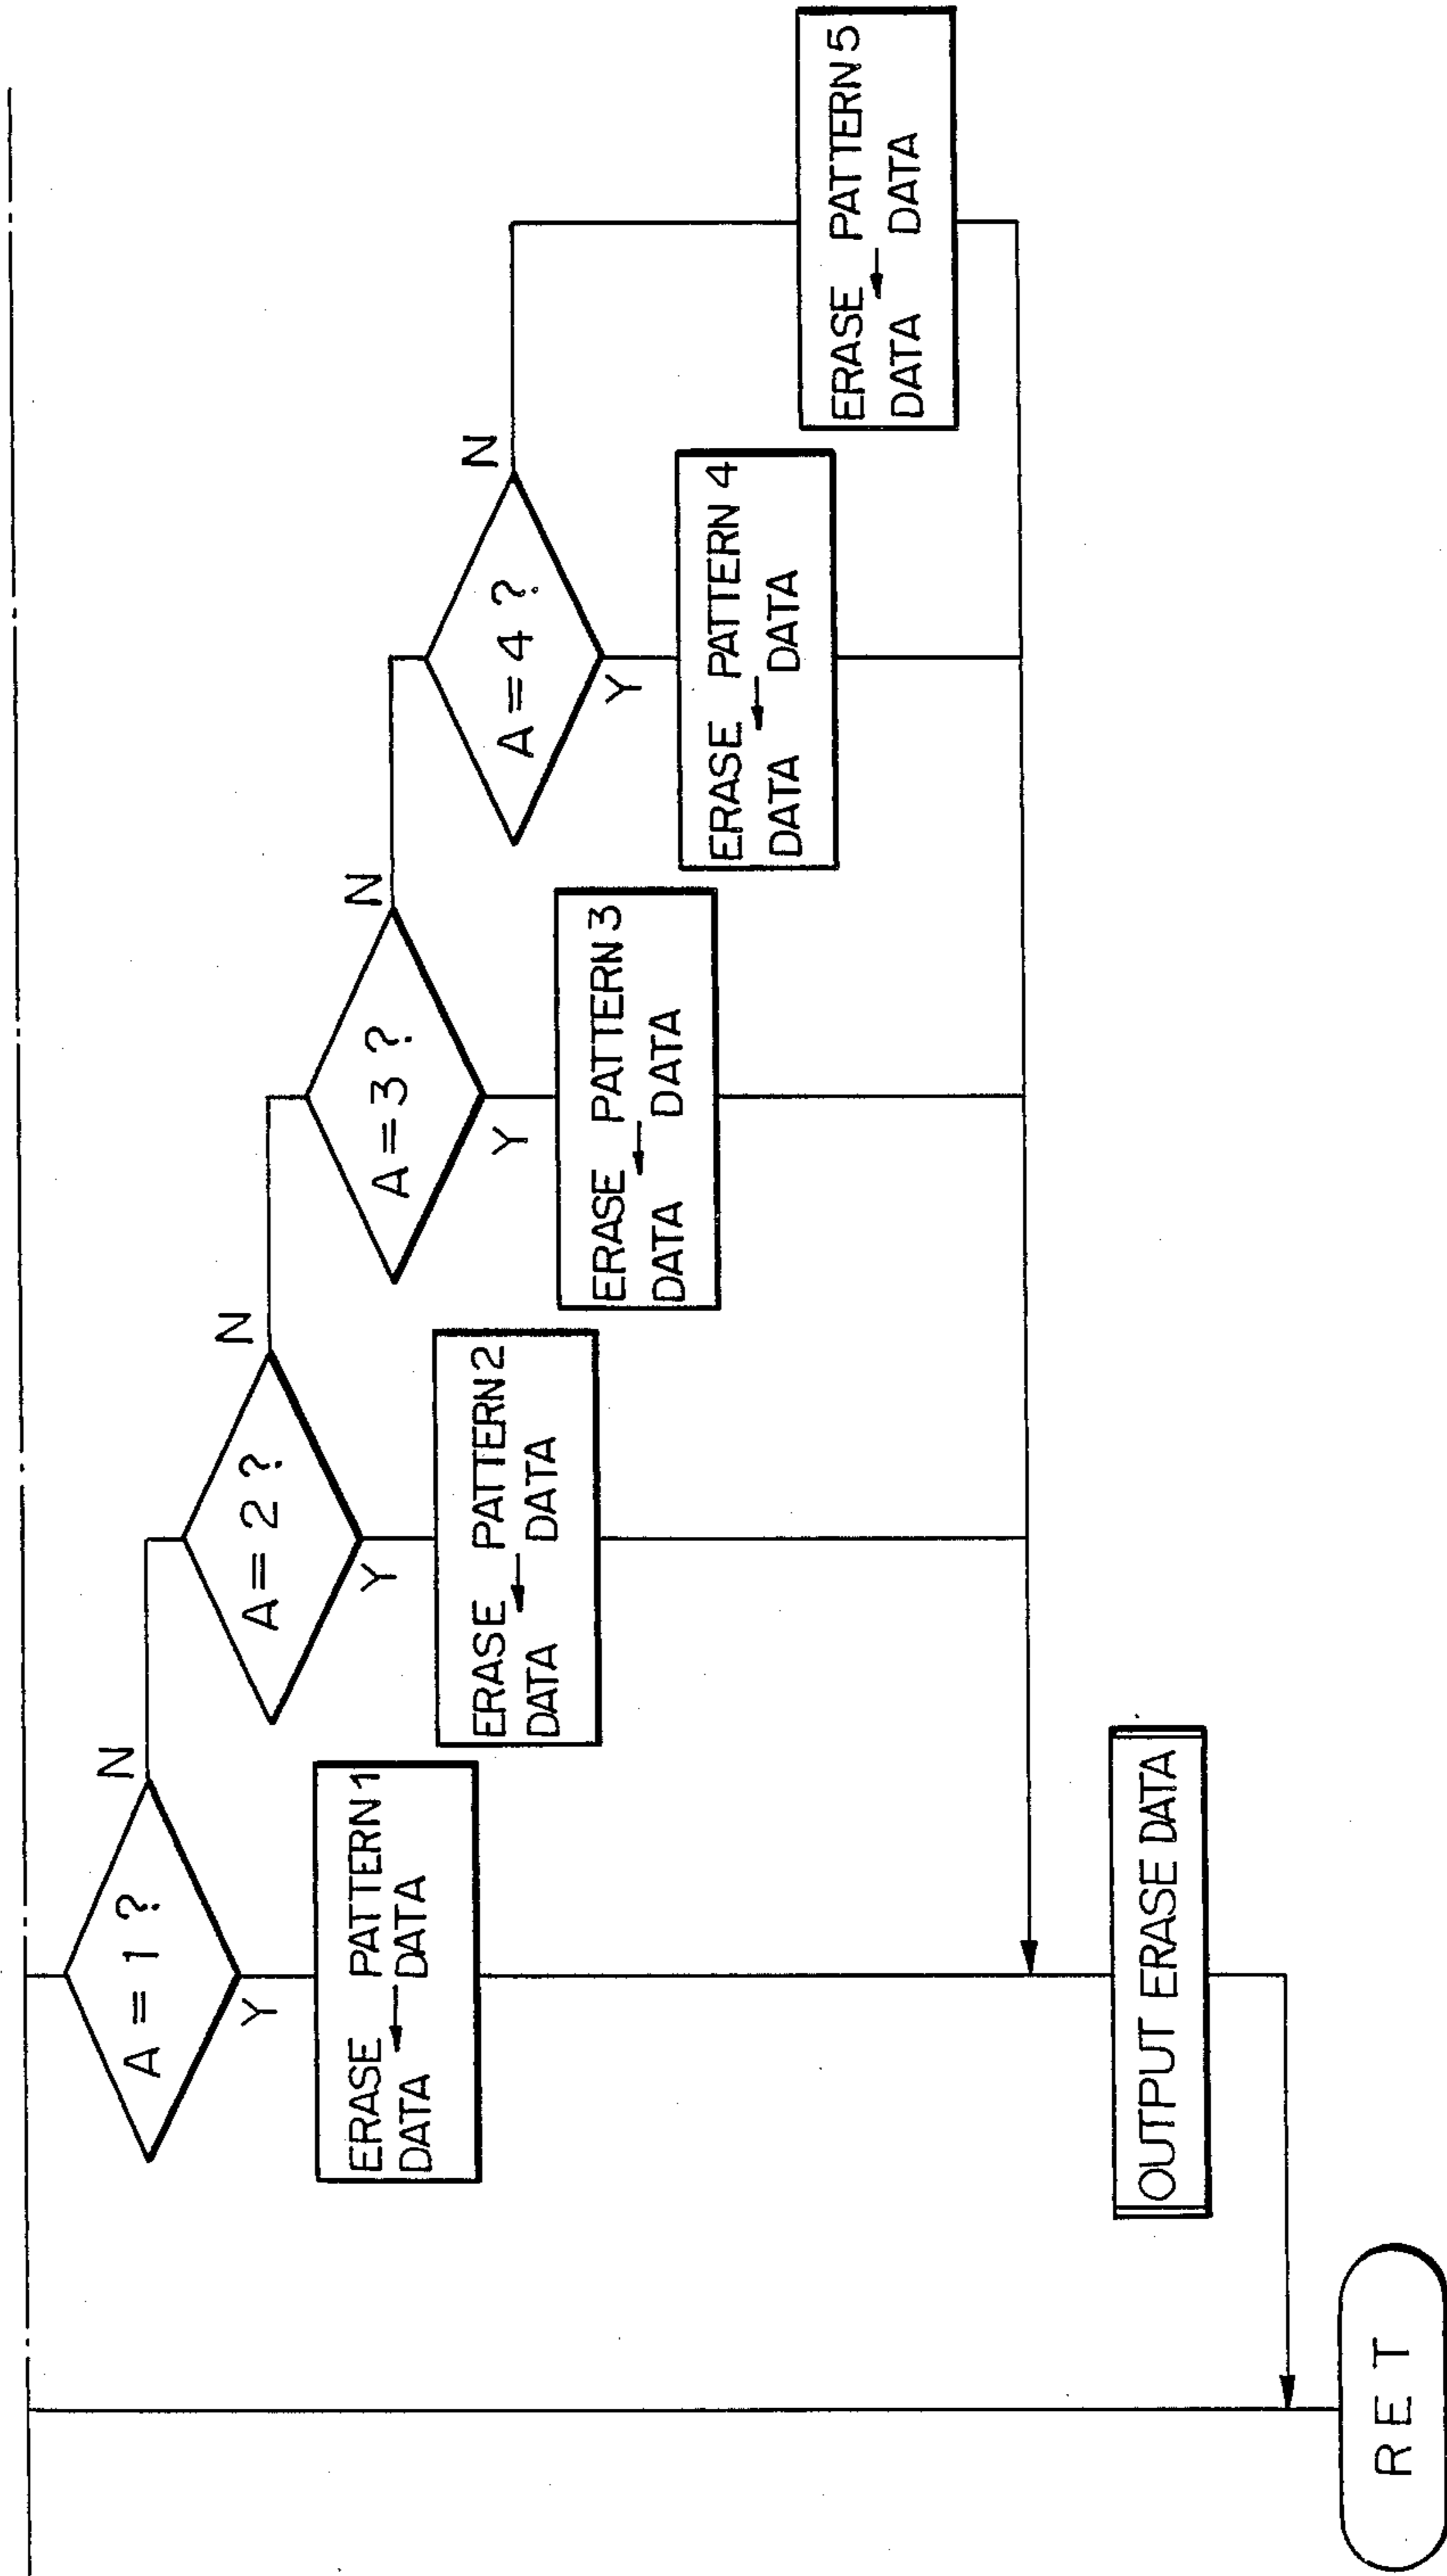 A = 1 ?
N
Y
ERASE PATTERN 1
DATA ← DATA
A = 2 ?
N
Y
ERASE PATTERN 2
DATA ← DATA
A = 3 ?
N
Y
ERASE PATTERN 3
DATA ← DATA
A = 4 ?
N
Y
ERASE PATTERN 4
DATA ← DATA
ERASE PATTERN 5
DATA ← DATA
OUTPUT ERASE DATA
RET